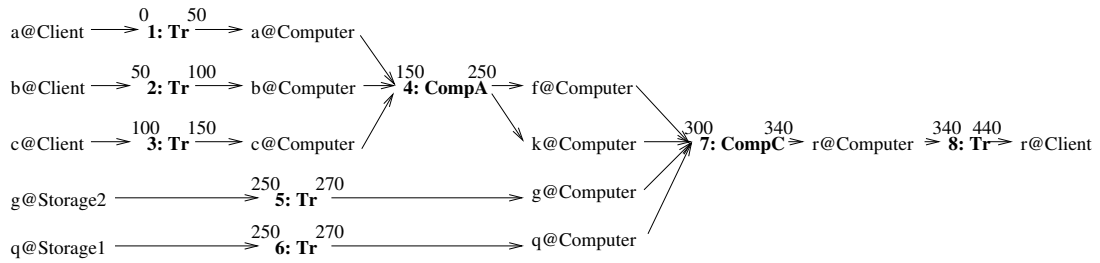 0 50
a@Client 1: Tr a@Computer
50 100 150 250
b@Client 2: Tr b@Computer 4: CompA f@Computer
100 150 300 340 340 440
c@Client 3: Tr c@Computer k@Computer 7: CompC r@Computer 8: Tr r@Client
250 270
g@Storage2 5: Tr g@Computer
250 270
q@Storage1 6: Tr q@Computer